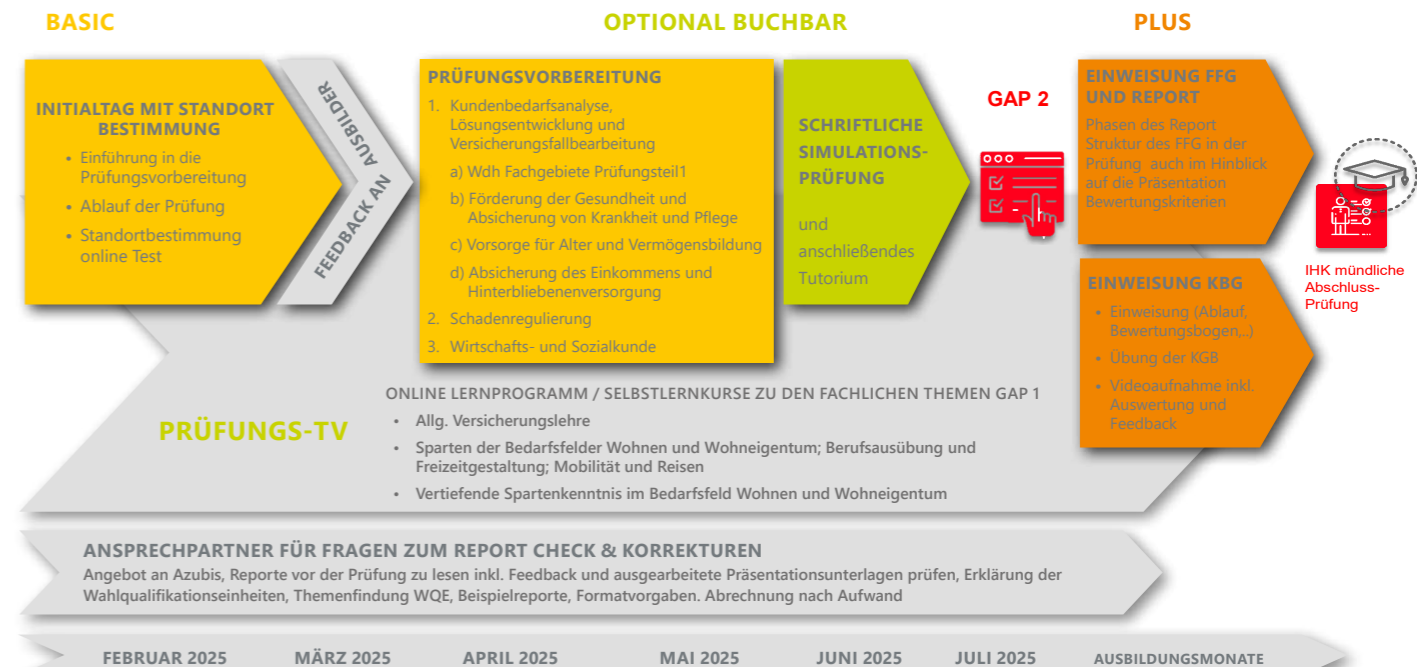 BASIC
OPTIONAL BUCHBAR
PLUS
INITIALTAG MIT STANDORT
BESTIMMUNG
• Einführung in die
Prüfungsvorbereitung
• Ablauf der Prüfung
• Standortbestimmung
online Test
FEEDBACK AN AUSBILDER
PRÜFUNGSVORBEREITUNG
1. Kundenbedarfsanalyse,
Lösungsentwicklung und
Versicherungsfallbearbeitung
a) Wdh Fachgebiete Prüfungsteil1
b) Förderung der Gesundheit und
Absicherung von Krankheit und Pflege
c) Vorsorge für Alter und Vermögensbildung
d) Absicherung des Einkommens und
Hinterbliebenenversorgung
2. Schadenregulierung
3. Wirtschafts- und Sozialkunde
SCHRIFTLICHE
SIMULATIONS-
PRÜFUNG
und
anschließendes
Tutorium
GAP 2
EINWEISUNG FFG
UND REPORT
Phasen des Report
Struktur des FFG in der
Prüfung auch im Hinblick
auf die Präsentation
Bewertungskriterien
EINWEISUNG KBG
• Einweisung (Ablauf,
Bewertungsbogen,..)
• Übung der KGB
• Videoaufnahme inkl.
Auswertung und
Feedback
IHK mündliche
Abschluss-
Prüfung
PRÜFUNGS-TV
ONLINE LERNPROGRAMM / SELBSTLERNKURSE ZU DEN FACHLICHEN THEMEN GAP 1
• Allg. Versicherungslehre
• Sparten der Bedarfsfelder Wohnen und Wohneigentum; Berufsausübung und
Freizeitgestaltung; Mobilität und Reisen
• Vertiefende Spartenkenntnis im Bedarfsfeld Wohnen und Wohneigentum
ANSPRECHPARTNER FÜR FRAGEN ZUM REPORT CHECK & KORREKTUREN
Angebot an Azubis, Reporte vor der Prüfung zu lesen inkl. Feedback und ausgearbeitete Präsentationsunterlagen prüfen, Erklärung der
Wahlqualifikationseinheiten, Themenfindung WQE, Beispielreporte, Formatvorgaben. Abrechnung nach Aufwand
FEBRUAR 2025 MÄRZ 2025 APRIL 2025 MAI 2025 JUNI 2025 JULI 2025 AUSBILDUNGSMONATE